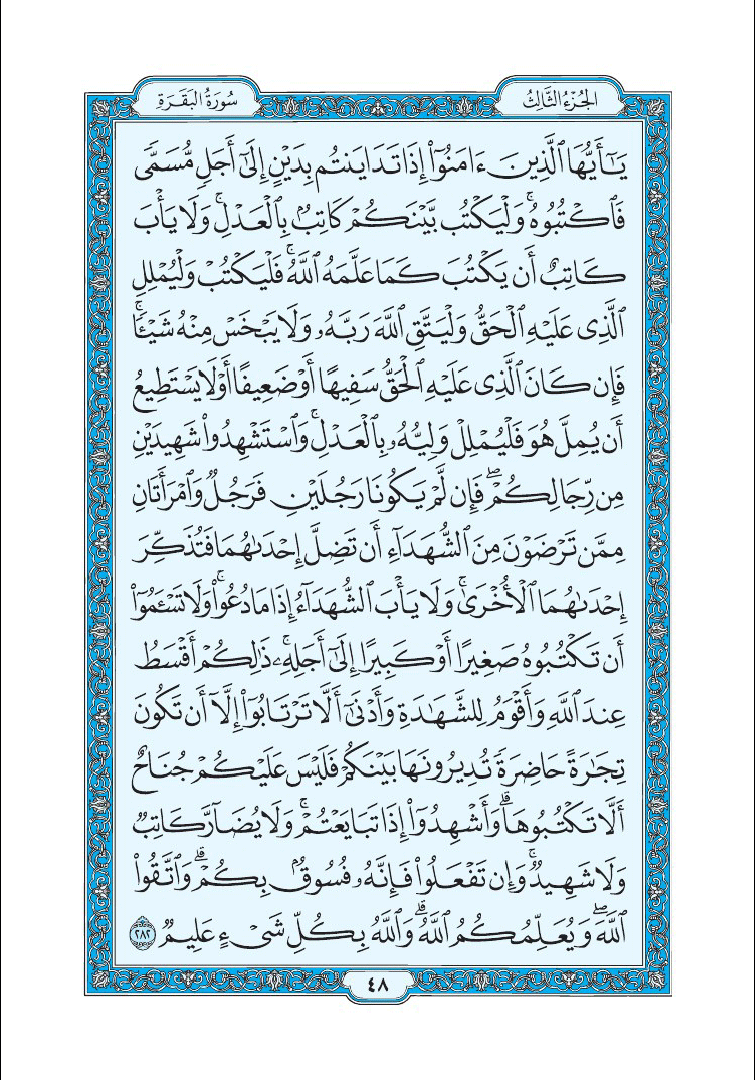 الجُزْءُ الثَّالِثُ
سُورَةُ البَقَرَةِ
يَـٰٓأَيُّهَا ٱلَّذِينَ ءَامَنُوٓا۟ إِذَا تَدَايَنتُم بِدَيْنٍ إِلَىٰٓ أَجَلٍ مُّسَمًّى
فَٱكْتُبُوهُ ۚ وَلْيَكْتُب بَّيْنَكُمْ كَاتِبٌۢ بِٱلْعَدْلِ ۚ وَلَا يَأْبَ
كَاتِبٌ أَن يَكْتُبَ كَمَا عَلَّمَهُ ٱللَّهُ ۚ فَلْيَكْتُبْ وَلْيُمْلِلِ
ٱلَّذِى عَلَيْهِ ٱلْحَقُّ وَلْيَتَّقِ ٱللَّهَ رَبَّهُۥ وَلَا يَبْخَسْ مِنْهُ شَيْـًٔا ۚ
فَإِن كَانَ ٱلَّذِى عَلَيْهِ ٱلْحَقُّ سَفِيهًا أَوْ ضَعِيفًا أَوْ لَا يَسْتَطِيعُ
أَن يُمِلَّ هُوَ فَلْيُمْلِلْ وَلِيُّهُۥ بِٱلْعَدْلِ ۚ وَٱسْتَشْهِدُوا۟ شَهِيدَيْنِ
مِن رِّجَالِكُمْ ۖ فَإِن لَّمْ يَكُونَا رَجُلَيْنِ فَرَجُلٌ وَٱمْرَأَتَانِ
مِمَّن تَرْضَوْنَ مِنَ ٱلشُّهَدَآءِ أَن تَضِلَّ إِحْدَىٰهُمَا فَتُذَكِّرَ
إِحْدَىٰهُمَا ٱلْأُخْرَىٰ ۚ وَلَا يَأْبَ ٱلشُّهَدَآءُ إِذَا مَا دُعُوا۟ ۚ وَلَا تَسْـَٔمُوٓا۟
أَن تَكْتُبُوهُ صَغِيرًا أَوْ كَبِيرًا إِلَىٰٓ أَجَلِهِۦ ۚ ذَٰلِكُمْ أَقْسَطُ
عِندَ ٱللَّهِ وَأَقْوَمُ لِلشَّهَـٰدَةِ وَأَدْنَىٰٓ أَلَّا تَرْتَابُوٓا۟ ۖ إِلَّآ أَن تَكُونَ
تِجَـٰرَةً حَاضِرَةً تُدِيرُونَهَا بَيْنَكُمْ فَلَيْسَ عَلَيْكُمْ جُنَاحٌ
أَلَّا تَكْتُبُوهَا ۗ وَأَشْهِدُوٓا۟ إِذَا تَبَايَعْتُمْ ۚ وَلَا يُضَآرَّ كَاتِبٌ
وَلَا شَهِيدٌ ۚ وَإِن تَفْعَلُوا۟ فَإِنَّهُۥ فُسُوقٌۢ بِكُمْ ۗ وَٱتَّقُوا۟
ٱللَّهَ ۖ وَيُعَلِّمُكُمُ ٱللَّهُ ۗ وَٱللَّهُ بِكُلِّ شَىْءٍ عَلِيمٌ ٢٨٢
٤٨